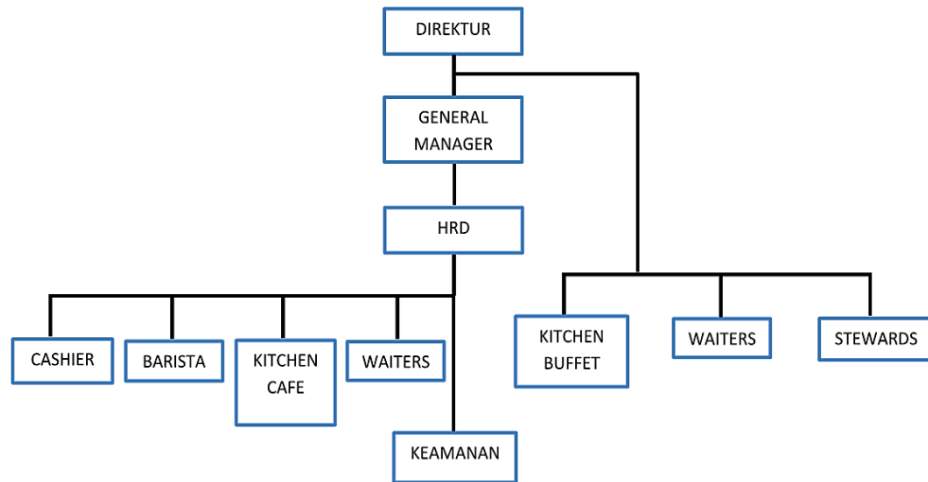 DIREKTUR
GENERAL
MANAGER
HRD
CASHIER
BARISTA
KITCHEN
CAFE
WAITERS
KITCHEN
BUFFET
WAITERS
STEWARDS
KEAMANAN